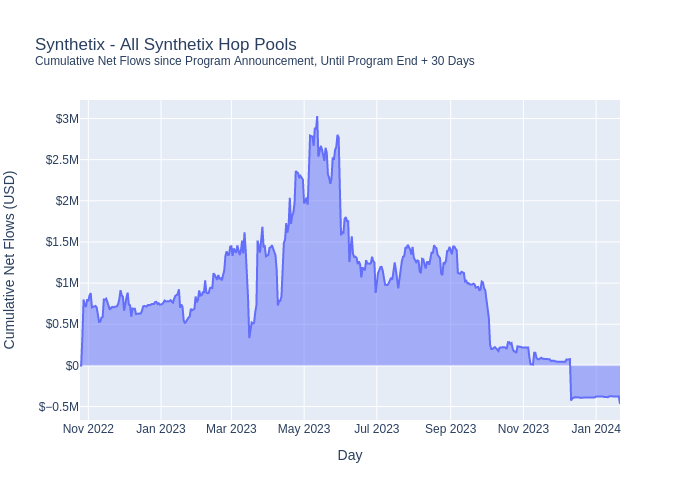 Synthetix - All Synthetix Hop Pools
Cumulative Net Flows since Program Announcement, Until Program End + 30 Days
Cumulative Net Flows (USD)
$3M
$2.5M
$2M
$1.5M
$1M
$0.5M
$0
$−0.5M
Nov 2022 Jan 2023 Mar 2023 May 2023 Jul 2023 Sep 2023 Nov 2023 Jan 2024
Day